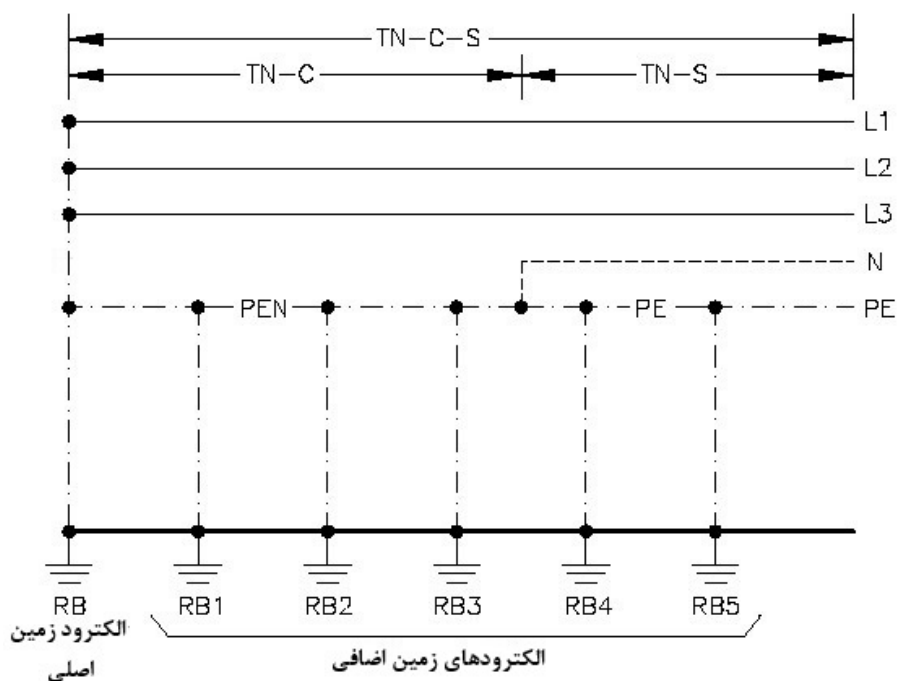 TN-C-S
TN-C TN-S
L1
L2
L3
N
PEN PE PE
RB RB1 RB2 RB3 RB4 RB5
الکترود زمین
اصلی
الکترودهای زمین اضافی